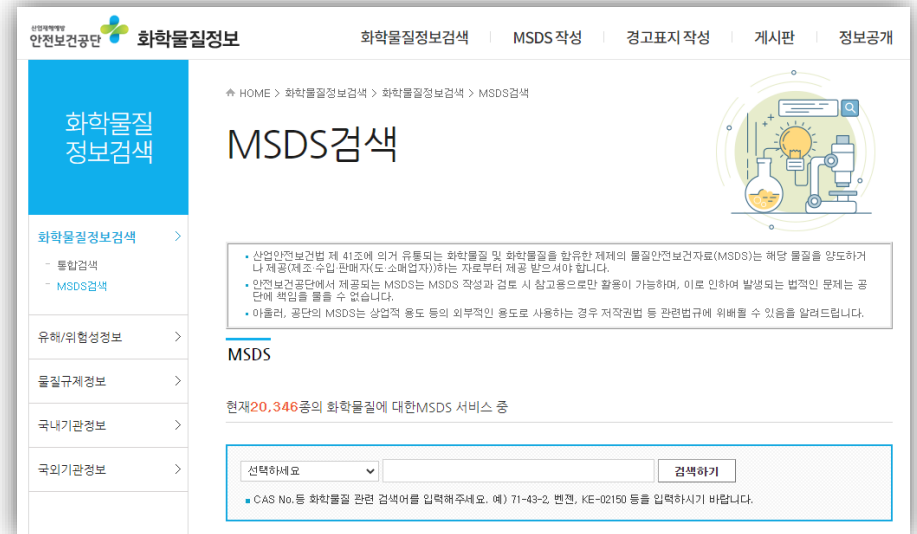 산업재해예방
안전보건공단 화학물질정보
화학물질정보검색 MSDS 작성 경고표지 작성 게시판 정보공개
화학물질
정보검색
화학물질정보검색
- 통합검색
- MSDS검색
유해/위험성정보
물질규제정보
국내기관정보
국외기관정보
HOME > 화학물질정보검색 > 화학물질정보검색 > MSDS검색
MSDS검색
산업안전보건법 제 41조에 의거 유통되는 화학물질 및 화학물질을 함유한 제제의 물질안전보건자료(MSDS)는 해당 물질을 양도하거
나 제공(제조·수입·판매자(도·소매업자))하는 자로부터 제공 받으셔야 합니다.
안전보건공단에서 제공되는 MSDS는 MSDS 작성과 검토 시 참고용으로만 활용이 가능하며, 이로 인하여 발생되는 법적인 문제는 공
단에 책임을 물을 수 없습니다.
아울러, 공단의 MSDS는 상업적 용도 등의 외부적인 용도로 사용하는 경우 저작권법 등 관련법규에 위배될 수 있음을 알려드립니다.
MSDS
현재20,346종의 화학물질에 대한MSDS 서비스 중
선택하세요 검색하기
CAS No.등 화학물질 관련 검색어를 입력해주세요. 예) 71-43-2, 벤젠, KE-02150 등을 입력하시기 바랍니다.